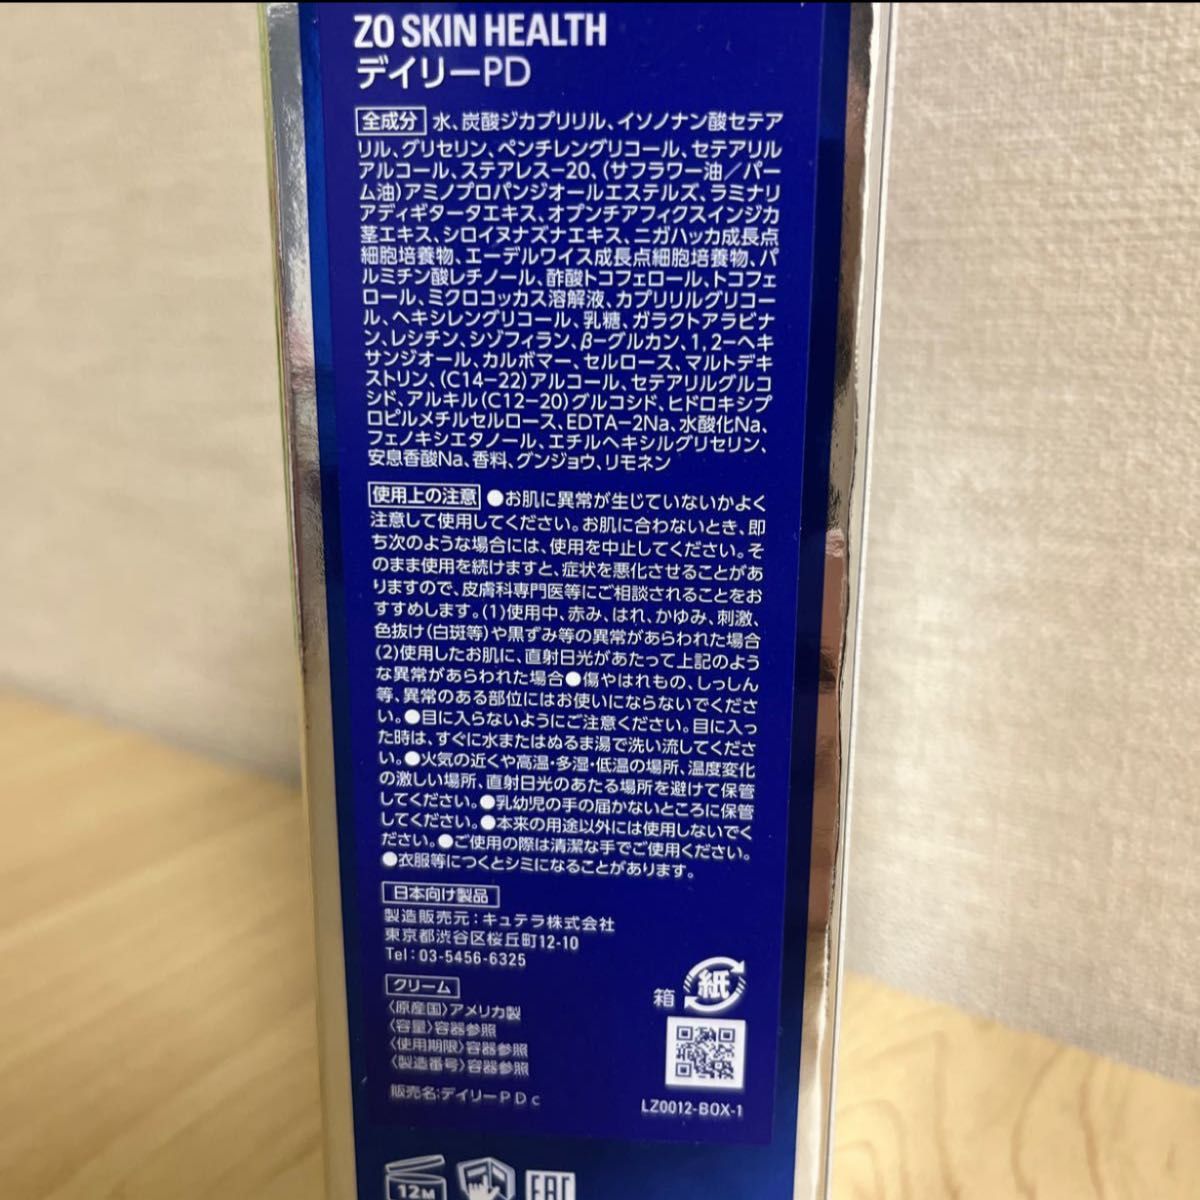 ZO SKIN HEALTH
デイリーPD
全成分 水、炭酸ジカプリリル、イソノナン酸セテア
リル、グリセリン、ペンチレングリコール、セテアリル
アルコール、ステアレス-20、(サフラワー油／パー
ム油)アミノプロパンジオールエステルズ、ラミナリ
アディギタータエキス、オプンチアフィクスインジカ
茎エキス、シロイヌナズナエキス、ニガハッカ成長点
細胞培養物、エーデルワイス成長点細胞培養物、パ
ルミチン酸レチノール、酢酸トコフェロール、トコフェ
ロール、ミクロコッカス溶解液、カプリリルグリコー
ル、ヘキシレングリコール、乳糖、ガラクトアラビナ
ン、レシチン、シゾフィラン、β-グルカン、1,2-ヘキ
サンジオール、カルボマー、セルロース、マルトデキ
ストリン、(C14-22)アルコール、セテアリルグルコ
シド、アルキル(C12-20)グルコシド、ヒドロキシプ
ロピルメチルセルロース、EDTA-2Na、水酸化Na、
フェノキシエタノール、エチルヘキシルグリセリン、
安息香酸Na、香料、グンジョウ、リモネン
使用上の注意 ●お肌に異常が生じていないかよく
注意して使用してください。お肌に合わないとき、即
ち次のような場合には、使用を中止してください。そ
のまま使用を続けますと、症状を悪化させることがあ
りますので、皮膚科専門医等にご相談されることをお
すすめします。(1)使用中、赤み、はれ、かゆみ、刺激、
色抜け(白斑等)や黒ずみ等の異常があらわれた場合
(2)使用したお肌に、直射日光があたって上記のよう
な異常があらわれた場合●傷やはれもの、しっしん
等、異常のある部位にはお使いにならないでくださ
い。●目に入らないようにご注意ください。目に入っ
た時は、すぐに水またはぬるま湯で洗い流してくださ
い。●火気の近くや高温・多湿・低温の場所、温度変化
の激しい場所、直射日光のあたる場所を避けて保管
してください。●乳幼児の手の届かないところに保管
してください。●本来の用途以外には使用しないでく
ださい。●ご使用の際は清潔な手でご使用ください。
●衣服等につくとシミになることがあります。
日本向け製品
製造販売元：キュテラ株式会社
東京都渋谷区桜丘町12-10
Tel：03-5456-6325
クリーム
〈原産国〉アメリカ製
〈容量〉容器参照
〈使用期限〉容器参照
〈製造番号〉容器参照
販売名：デイリーＰＤｃ
箱 紙
LZ0012-BOX-1
12M
EAC